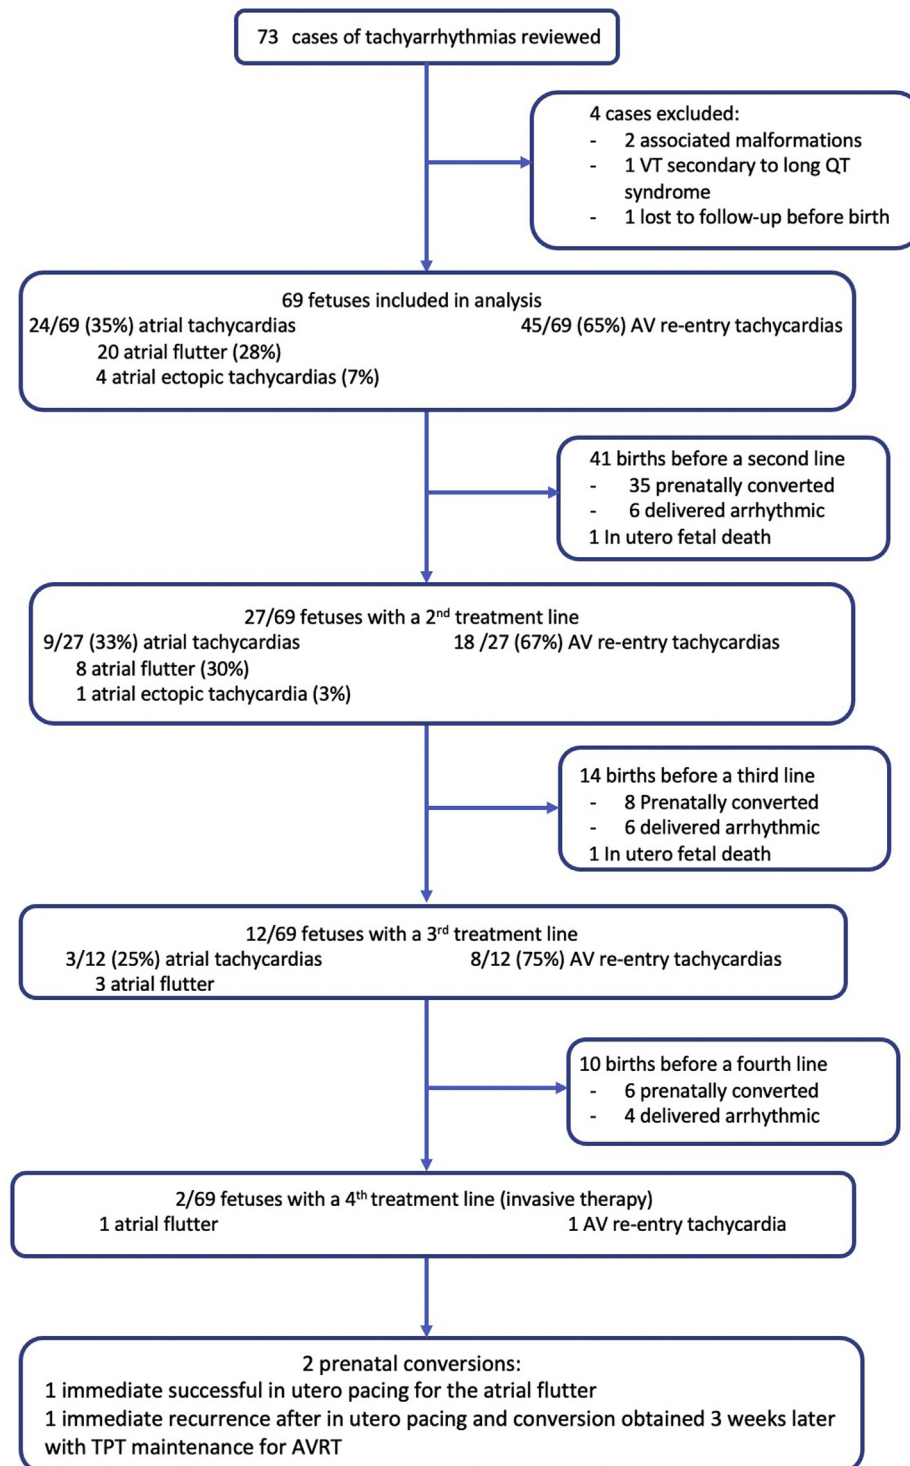 73 cases of tachyarrhythmias reviewed
4 cases excluded:
- 2 associated malformations
- 1 VT secondary to long QT
syndrome
- 1 lost to follow-up before birth
69 fetuses included in analysis
24/69 (35%) atrial tachycardias 45/69 (65%) AV re-entry tachycardias
20 atrial flutter (28%)
4 atrial ectopic tachycardias (7%)
41 births before a second line
- 35 prenatally converted
- 6 delivered arrhythmic
1 In utero fetal death
27/69 fetuses with a 2nd treatment line
9/27 (33%) atrial tachycardias 18 /27 (67%) AV re-entry tachycardias
8 atrial flutter (30%)
1 atrial ectopic tachycardia (3%)
14 births before a third line
- 8 Prenatally converted
- 6 delivered arrhythmic
1 In utero fetal death
12/69 fetuses with a 3rd treatment line
3/12 (25%) atrial tachycardias 8/12 (75%) AV re-entry tachycardias
3 atrial flutter
10 births before a fourth line
- 6 prenatally converted
- 4 delivered arrhythmic
2/69 fetuses with a 4th treatment line (invasive therapy)
1 atrial flutter 1 AV re-entry tachycardia
2 prenatal conversions:
1 immediate successful in utero pacing for the atrial flutter
1 immediate recurrence after in utero pacing and conversion obtained 3 weeks later
with TPT maintenance for AVRT